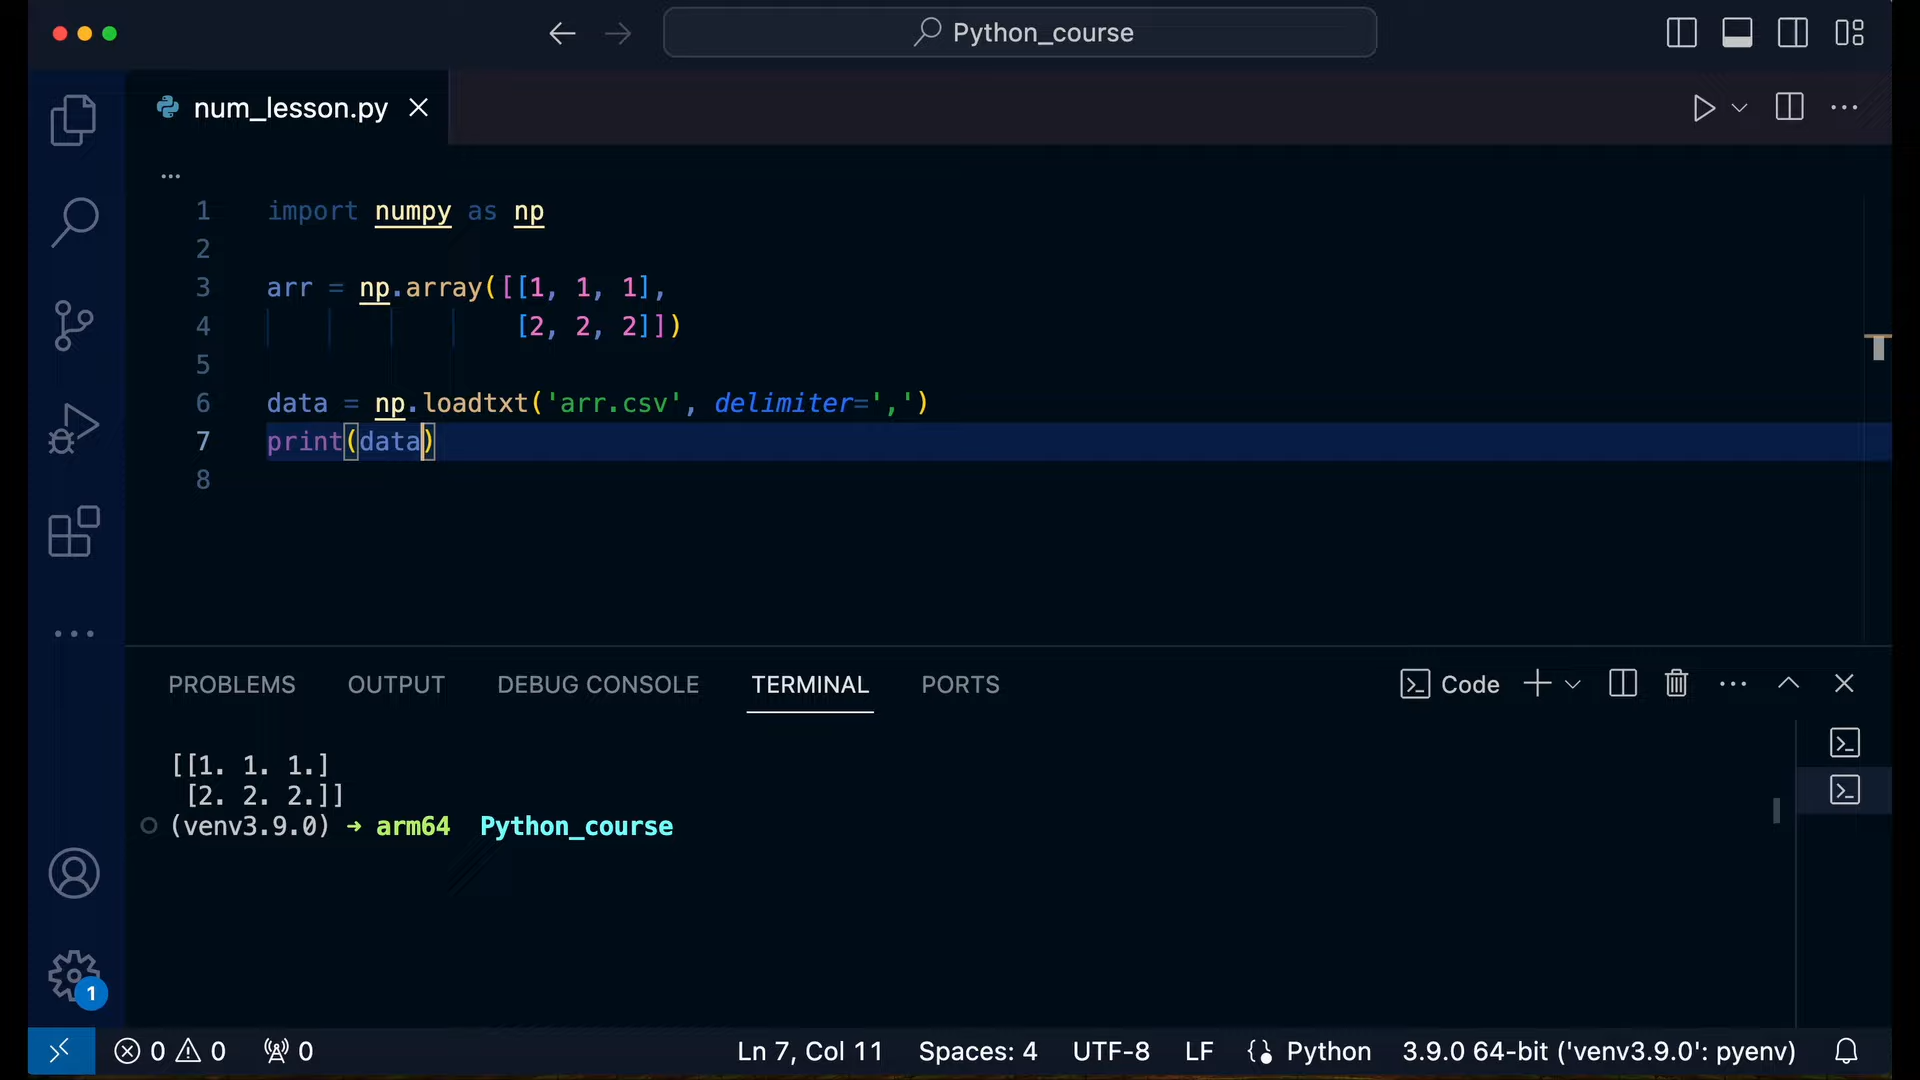 Python_course
num_lesson.py
...
1 import numpy as np
2
3 arr = np.array([[1, 1, 1],
4                 [2, 2, 2]])
5
6 data = np.loadtxt('arr.csv', delimiter=',')
7 print(data)
8
PROBLEMS OUTPUT DEBUG CONSOLE TERMINAL PORTS Code
[[1. 1. 1.]
 [2. 2. 2.]]
(venv3.9.0) → arm64 Python_course
1
0 0 0 Ln 7, Col 11 Spaces: 4 UTF-8 LF Python 3.9.0 64-bit ('venv3.9.0': pyenv)